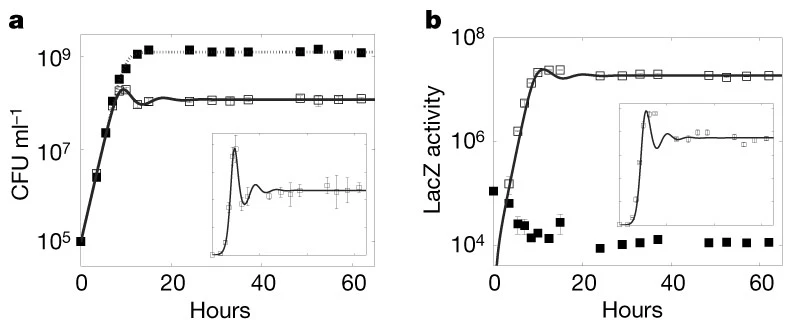 a
CFU ml⁻¹
10⁹
10⁷
10⁵
0 20 40 60
Hours
b
LacZ activity
10⁸
10⁶
10⁴
0 20 40 60
Hours